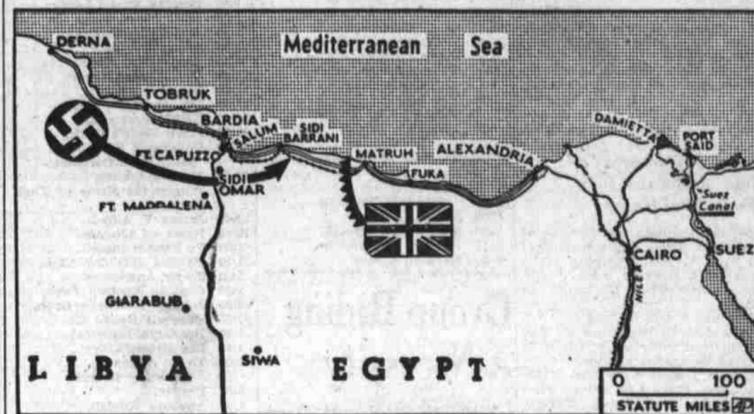 DERNA
Mediterranean Sea
TOBRUK
BARDIA
SALUM
SIDI
BARRANI
FT. CAPUZZO
SIDI
OMAR
MATRUH
FUKA
ALEXANDRIA
DAMIETTA
PORT
SAID
"Suez
Canal
FT. MADDALENA
CAIRO
SUEZ
NILE R
GIARABUB
SIWA
LIBYA
EGYPT
0 100
STATUTE MILES